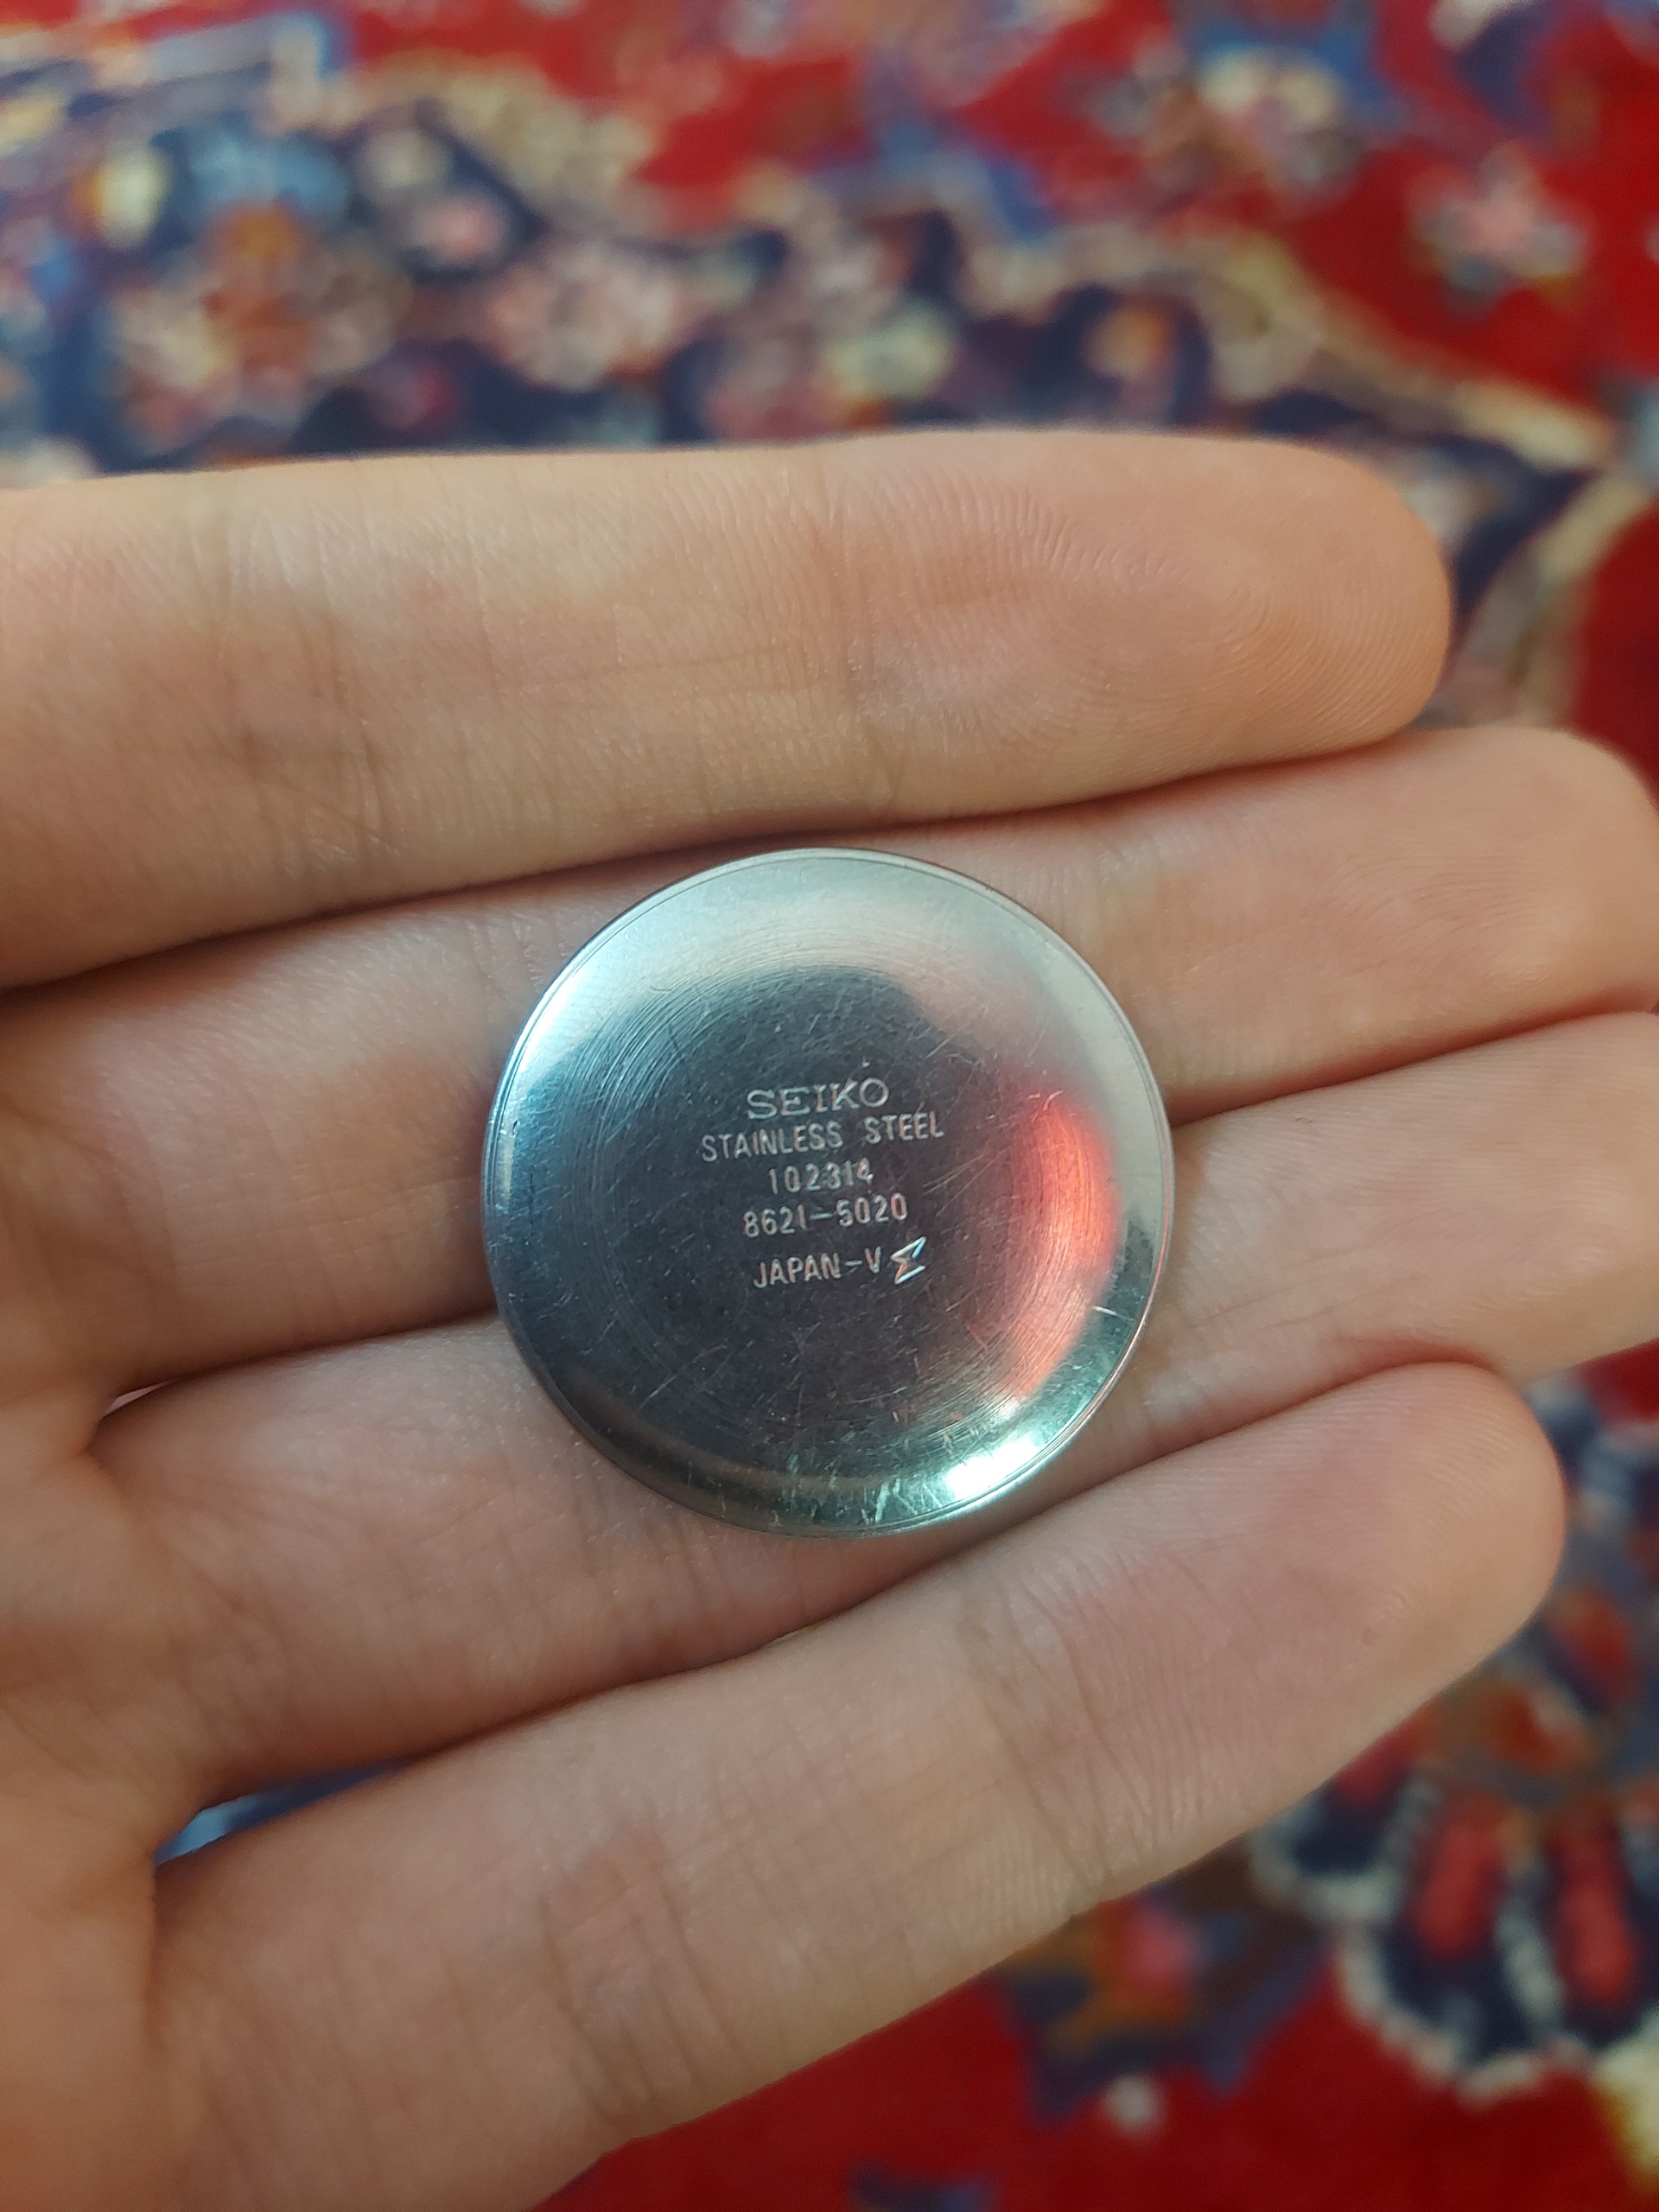 SEIKO
STAINLESS STEEL
102314
8621-5020
JAPAN-V